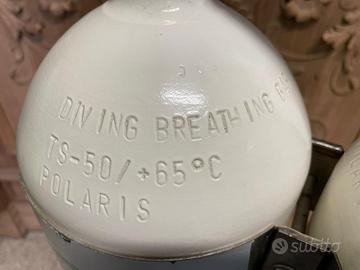 DIVING BREATHING
TS-50/+65°C
POLARIS
subito